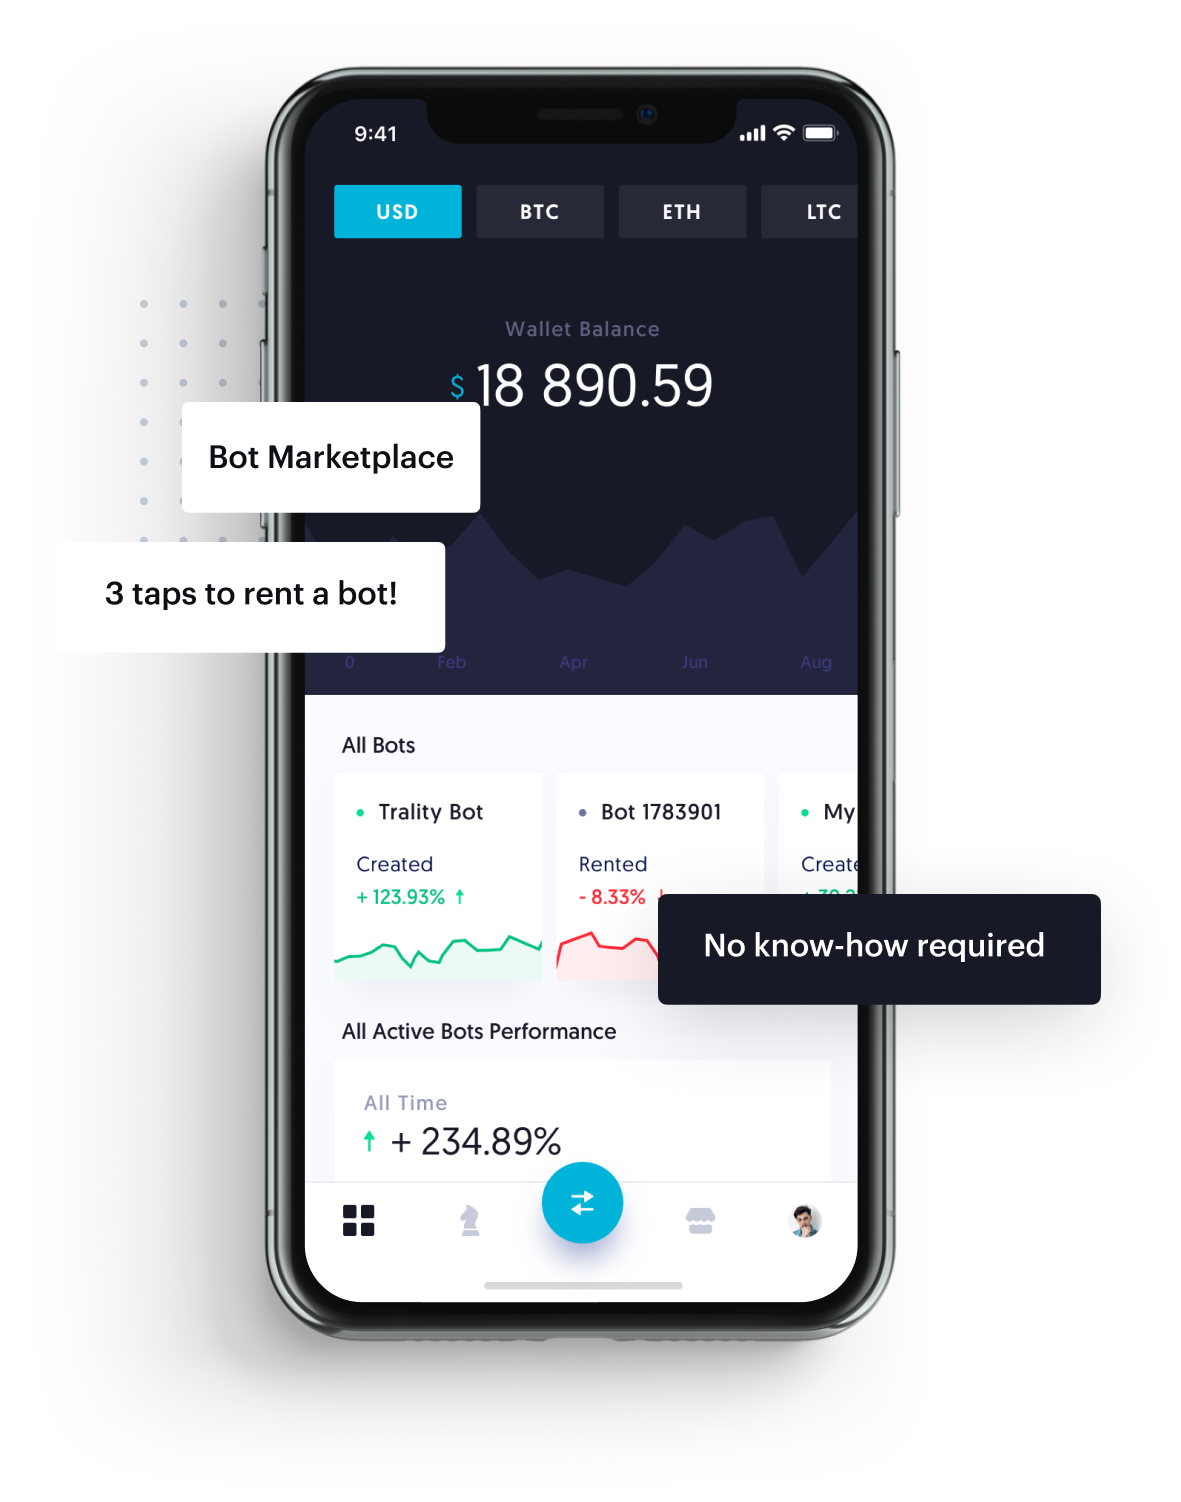 9:41
USD BTC ETH LTC
Wallet Balance
$ 18 890.59
Bot Marketplace
3 taps to rent a bot!
0 Feb Apr Jun Aug
All Bots
Trality Bot
Created
+ 123.93%
Bot 1783901
Rented
- 8.33%
My
No know-how required
All Active Bots Performance
All Time
+ 234.89%